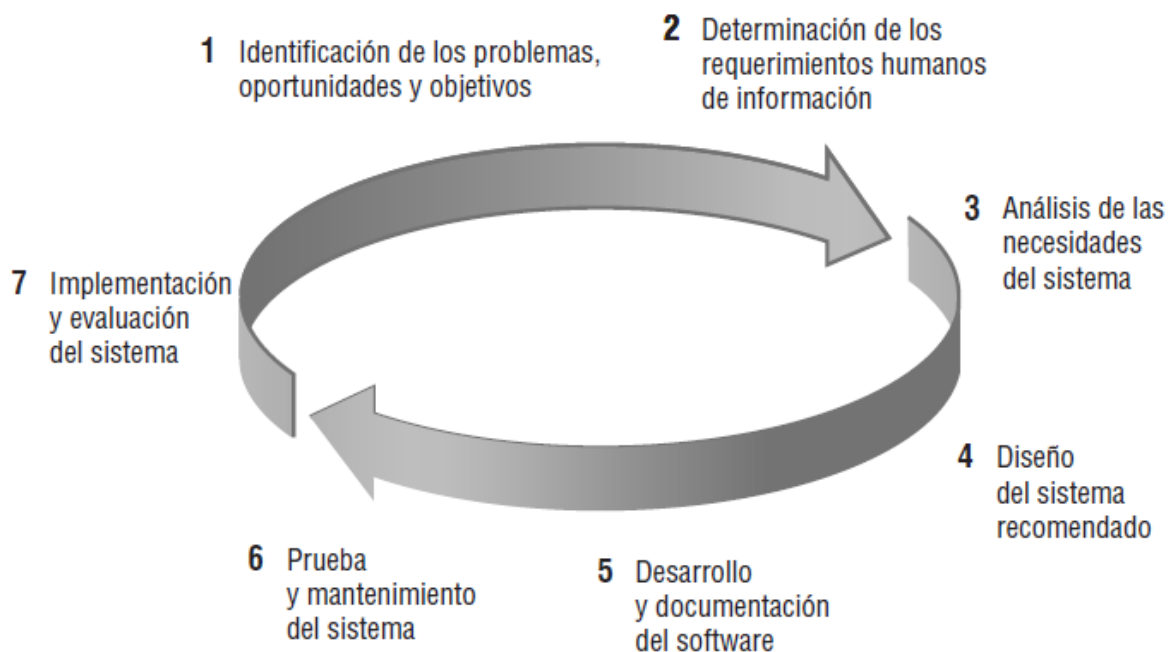 1 Identificación de los problemas,
oportunidades y objetivos
2 Determinación de los
requerimientos humanos
de información
3 Análisis de las
necesidades
del sistema
4 Diseño
del sistema
recomendado
5 Desarrollo
y documentación
del software
6 Prueba
y mantenimiento
del sistema
7 Implementación
y evaluación
del sistema